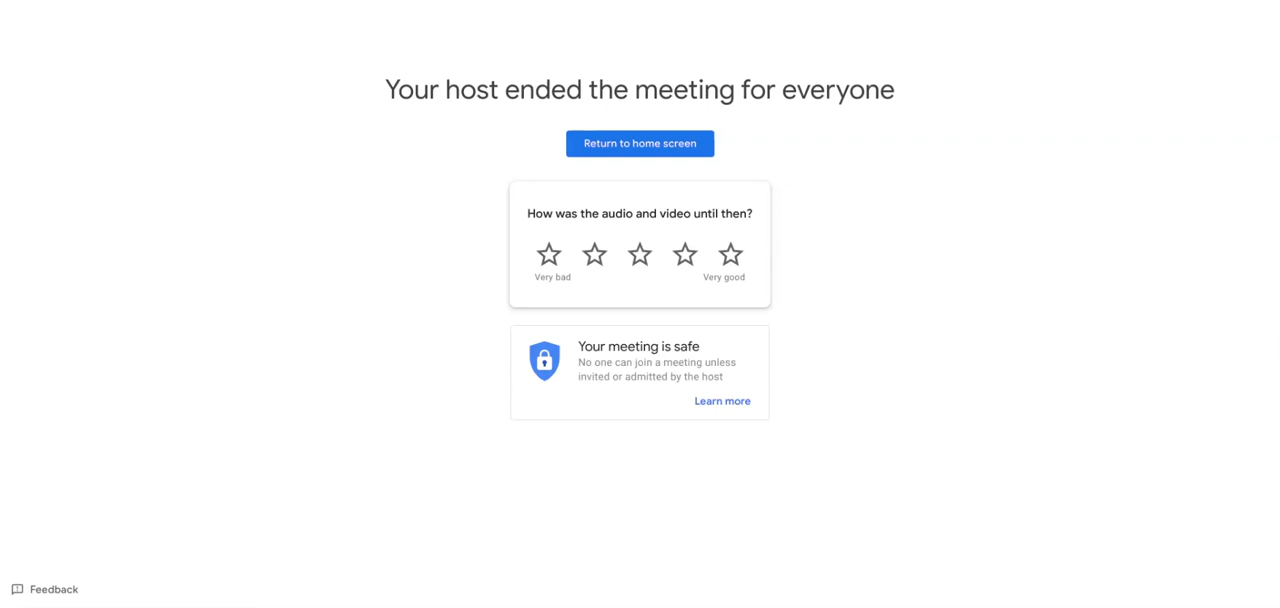 Your host ended the meeting for everyone
Return to home screen
How was the audio and video until then?
Very bad
Very good
Your meeting is safe
No one can join a meeting unless
invited or admitted by the host
Learn more
Feedback